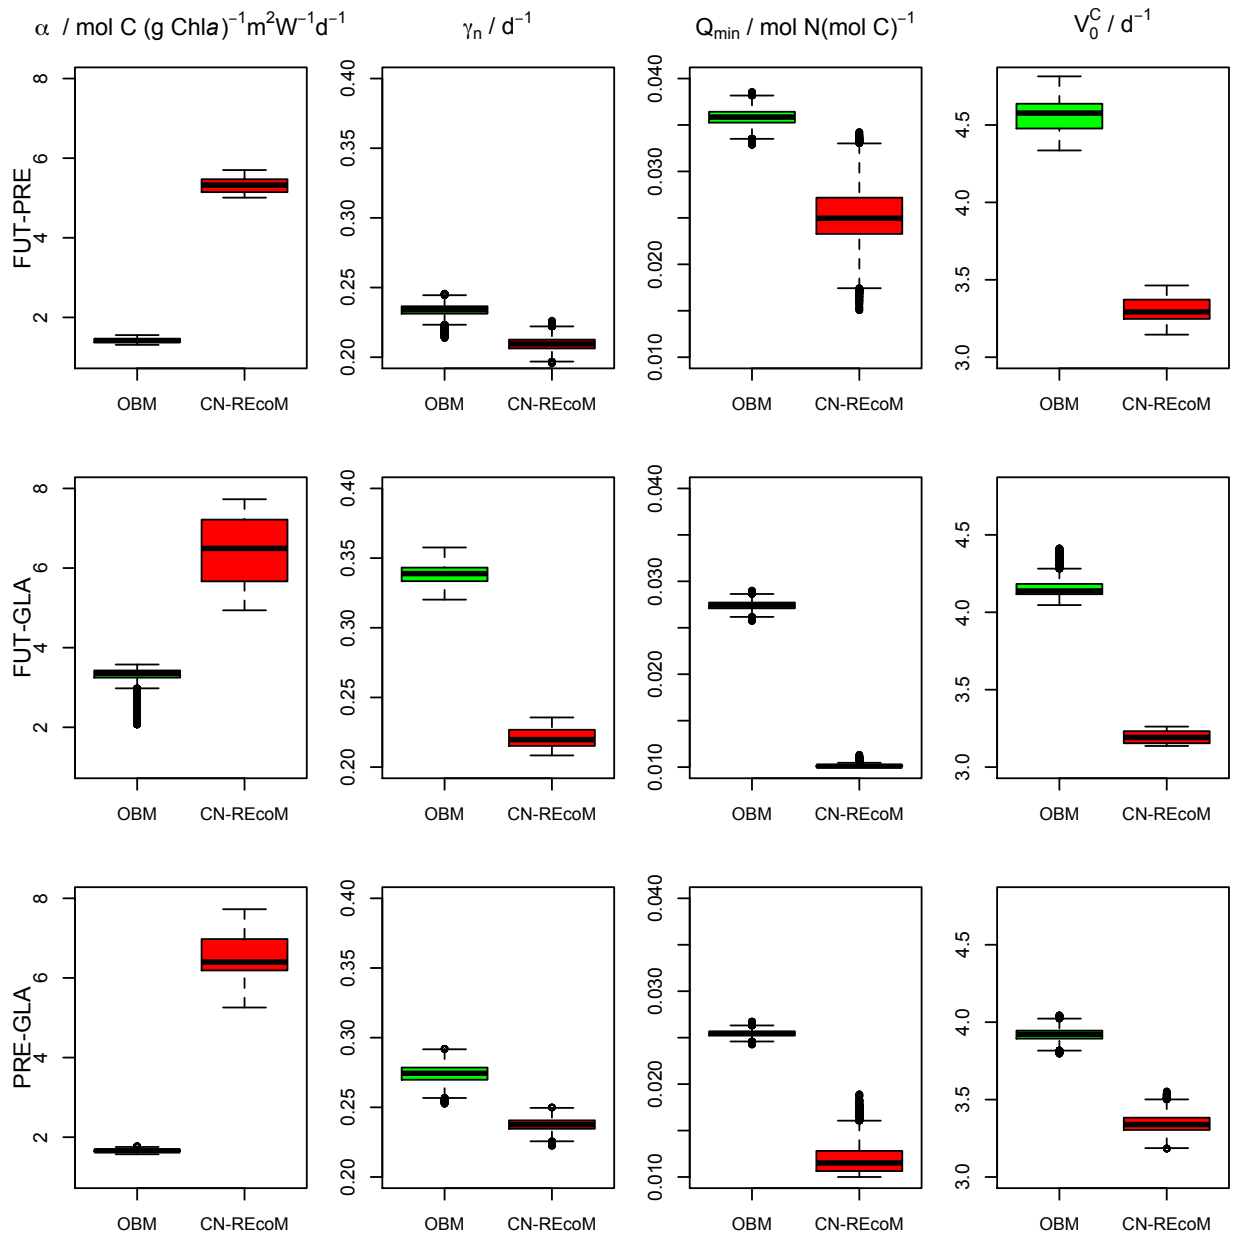 α / mol C (g Chla)⁻¹m²W⁻¹d⁻¹ γₙ / d⁻¹ Q_min / mol N(mol C)⁻¹ V₀ᶜ / d⁻¹
FUT-PRE
2 4 6 8
0.20 0.25 0.30 0.35 0.40
0.010 0.020 0.030 0.040
3.0 3.5 4.0 4.5
OBM CN-REcoM OBM CN-REcoM OBM CN-REcoM OBM CN-REcoM
FUT-GLA
2 4 6 8
0.20 0.25 0.30 0.35 0.40
0.010 0.020 0.030 0.040
3.0 3.5 4.0 4.5
OBM CN-REcoM OBM CN-REcoM OBM CN-REcoM OBM CN-REcoM
PRE-GLA
2 4 6 8
0.20 0.25 0.30 0.35 0.40
0.010 0.020 0.030 0.040
3.0 3.5 4.0 4.5
OBM CN-REcoM OBM CN-REcoM OBM CN-REcoM OBM CN-REcoM